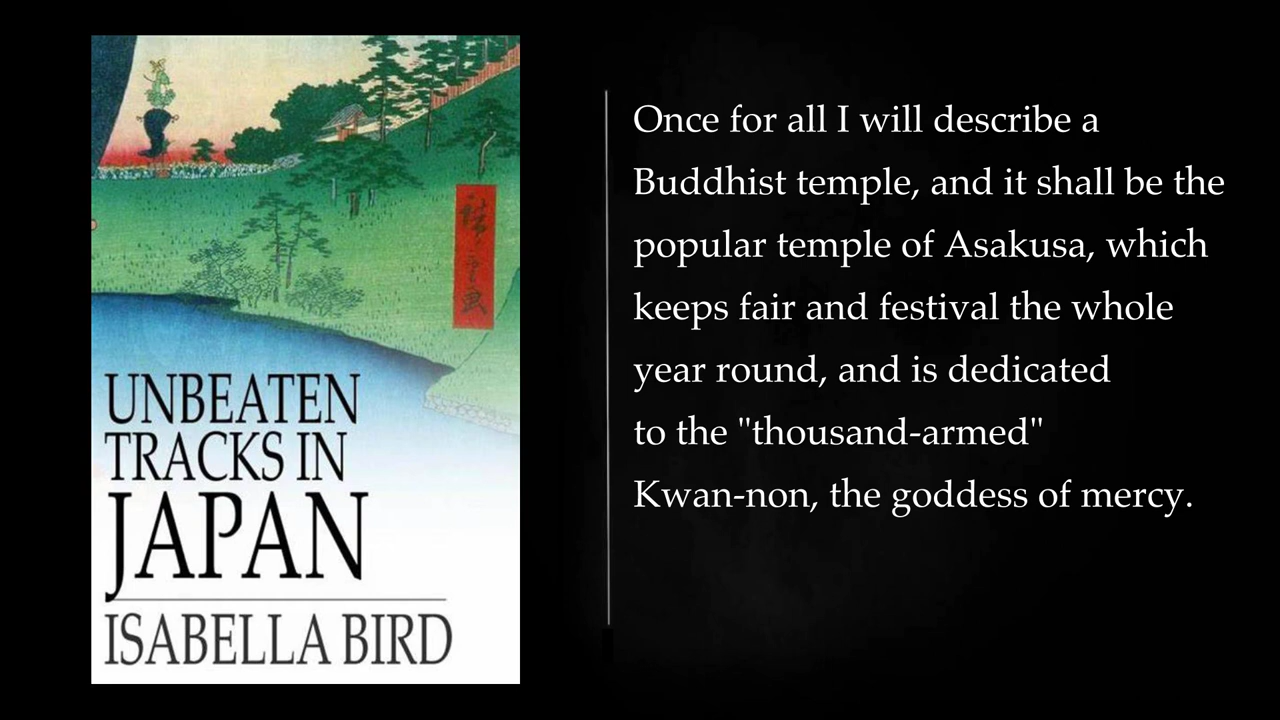 UNBEATEN
TRACKS IN
JAPAN
ISABELLA BIRD
Once for all I will describe a
Buddhist temple, and it shall be the
popular temple of Asakusa, which
keeps fair and festival the whole
year round, and is dedicated
to the "thousand-armed"
Kwan-non, the goddess of mercy.